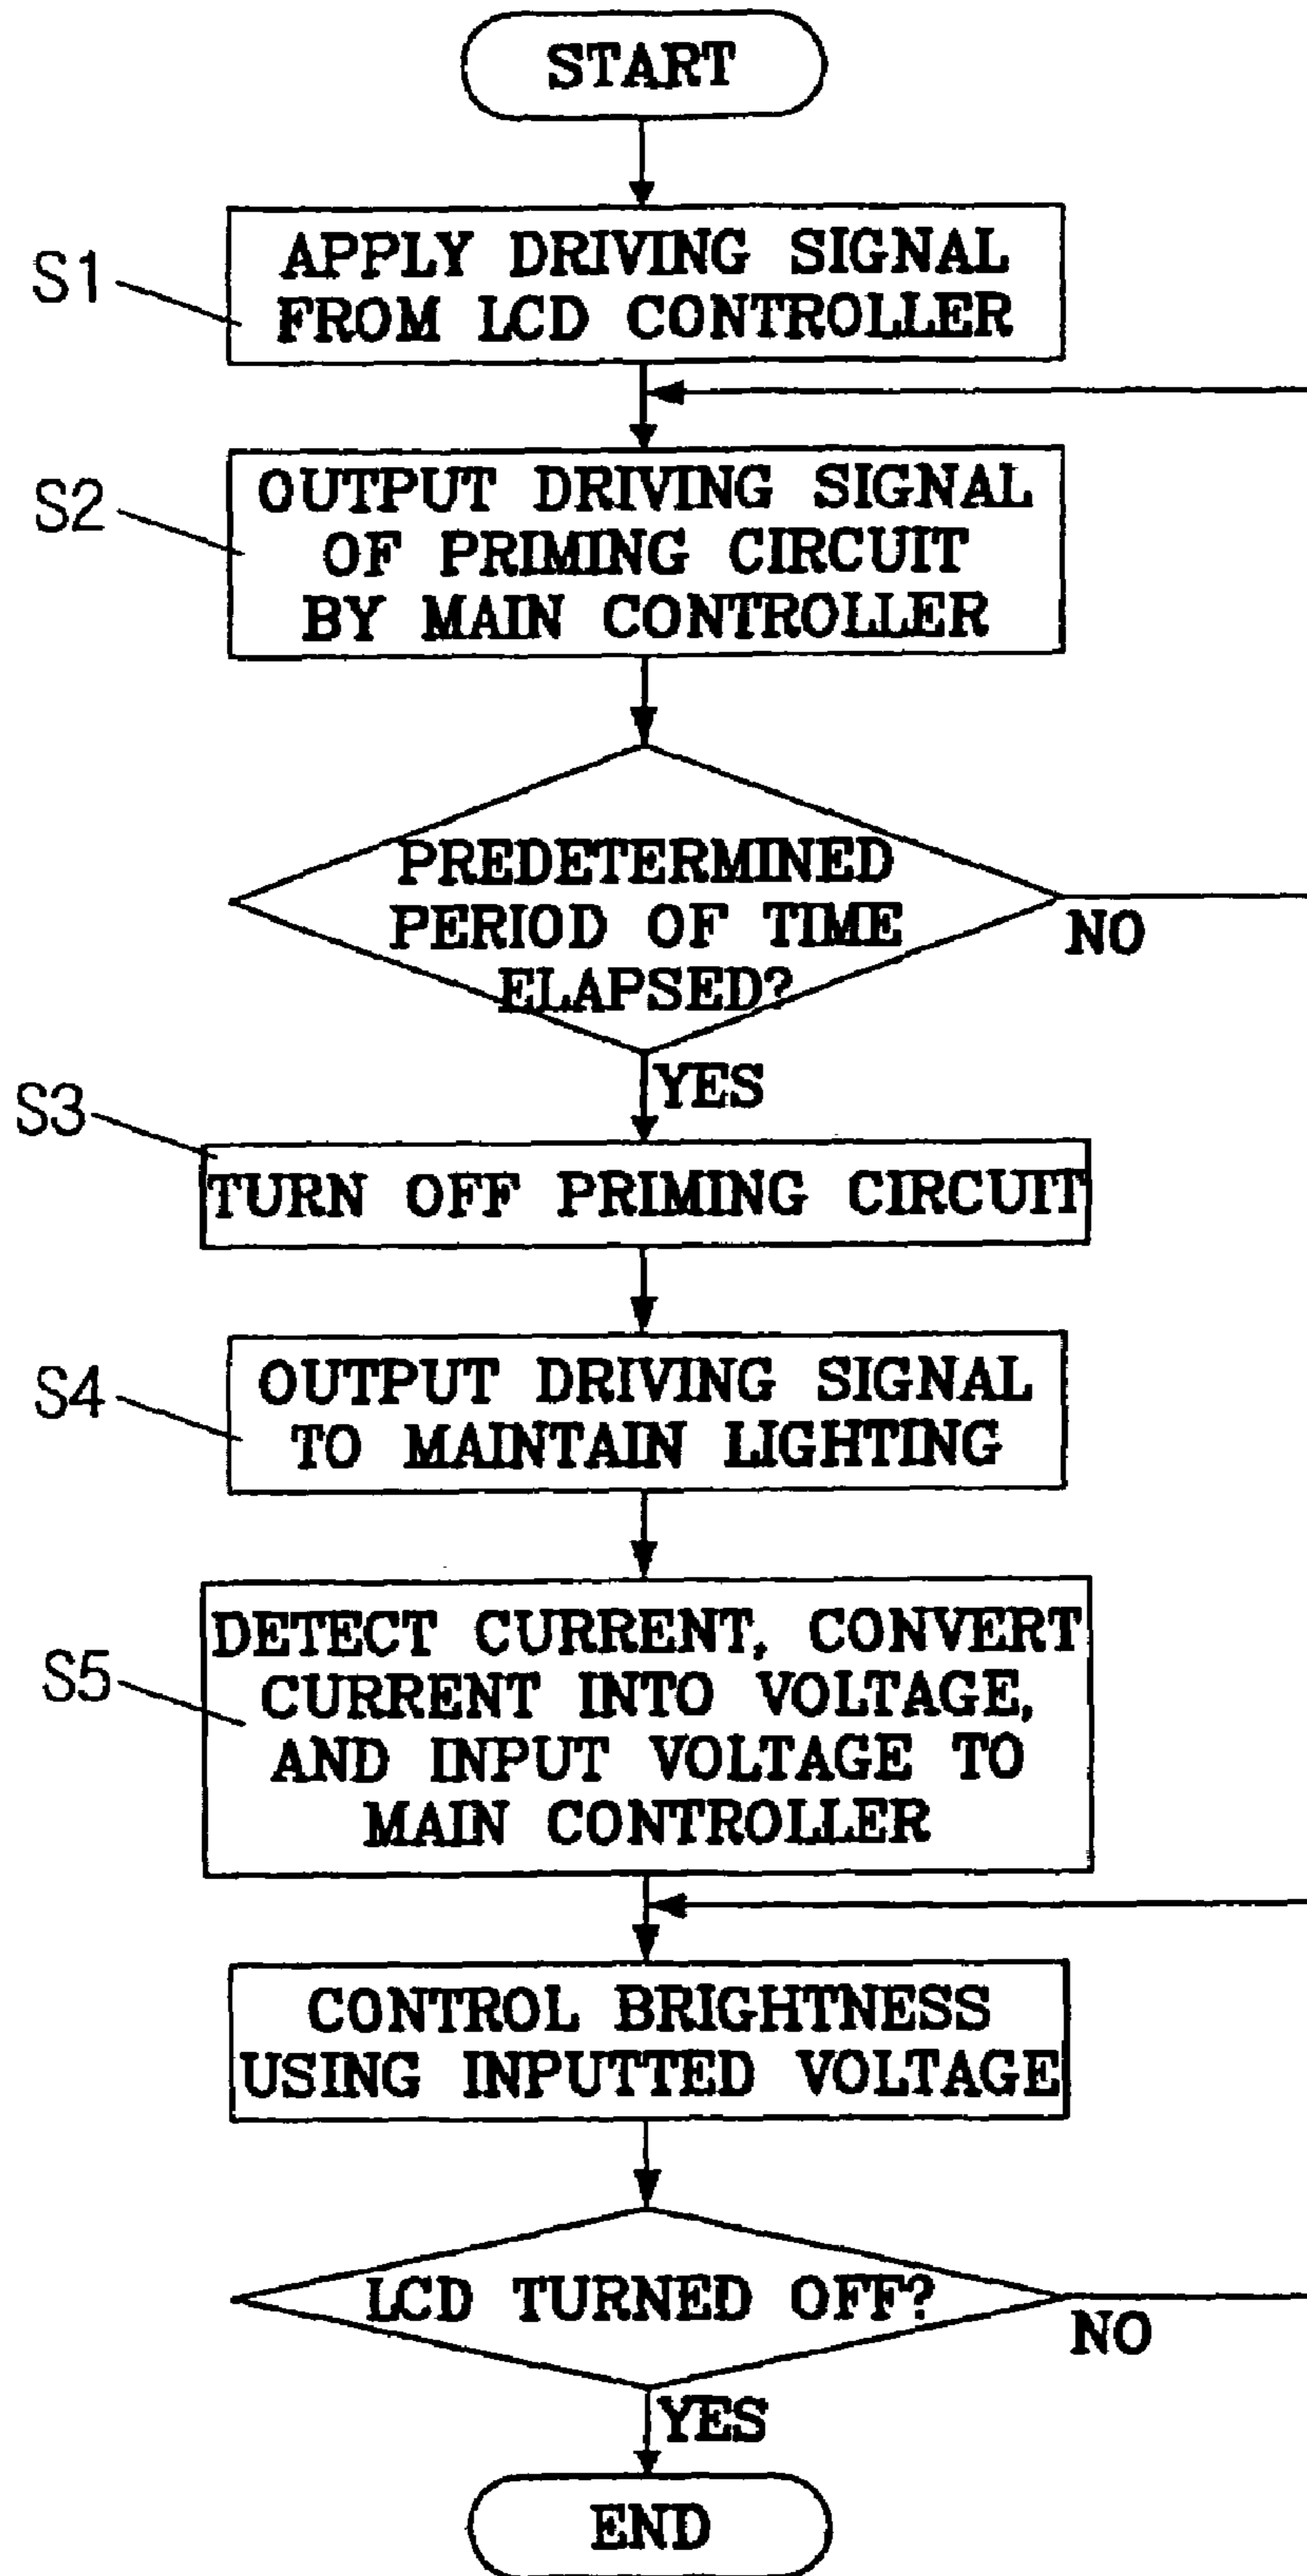 START
S1
APPLY DRIVING SIGNAL
FROM LCD CONTROLLER
S2
OUTPUT DRIVING SIGNAL
OF PRIMING CIRCUIT
BY MAIN CONTROLLER
PREDETERMINED
PERIOD OF TIME
ELAPSED?
NO
YES
S3
TURN OFF PRIMING CIRCUIT
S4
OUTPUT DRIVING SIGNAL
TO MAINTAIN LIGHTING
S5
DETECT CURRENT, CONVERT
CURRENT INTO VOLTAGE,
AND INPUT VOLTAGE TO
MAIN CONTROLLER
CONTROL BRIGHTNESS
USING INPUTTED VOLTAGE
LCD TURNED OFF?
NO
YES
END